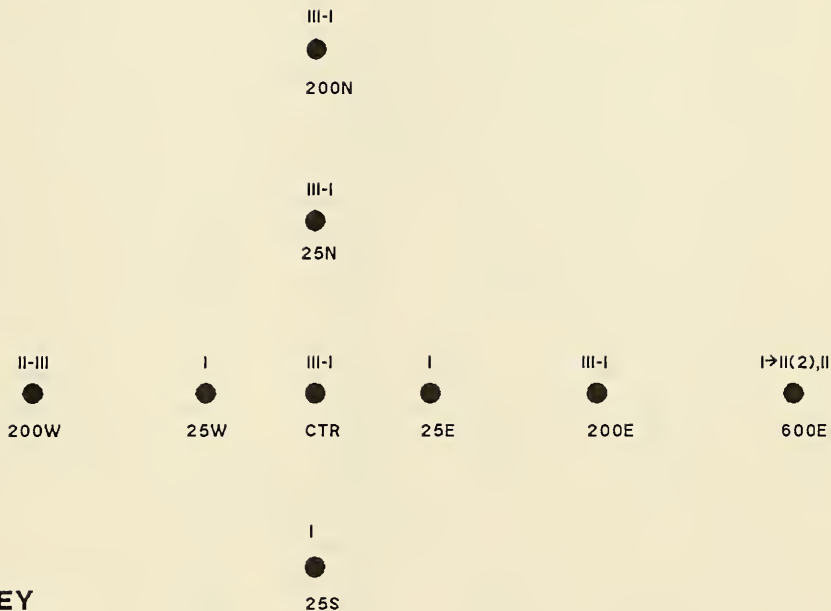 III-I
200N
III-I
25N
II-III I III-I I III-I I→II(2),II
200W 25W CTR 25E 200E 600E
I
25S
EY